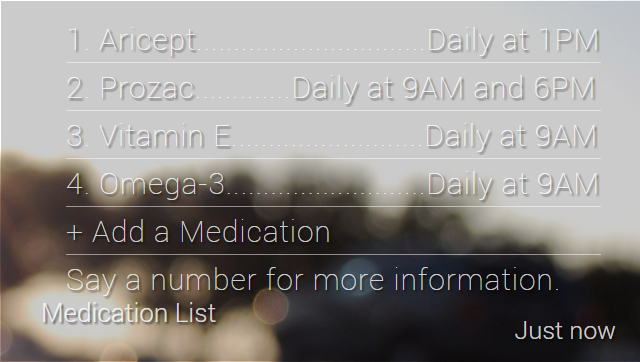 1. Aricept..............................Daily at 1PM
2. Prozac.............Daily at 9AM and 6PM
3. Vitamin E.........................Daily at 9AM
4. Omega-3..........................Daily at 9AM
+ Add a Medication
Say a number for more information.
Medication List
Just now